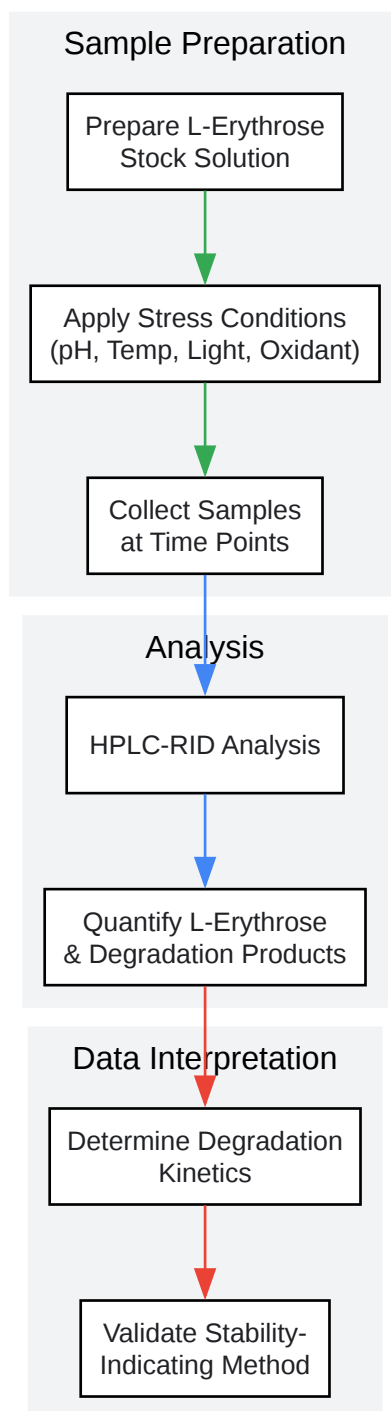 Sample Preparation
Prepare L-Erythrose
Stock Solution
Apply Stress Conditions
(pH, Temp, Light, Oxidant)
Collect Samples
at Time Points
Analysis
HPLC-RID Analysis
Quantify L-Erythrose
& Degradation Products
Data Interpretation
Determine Degradation
Kinetics
Validate Stability-
Indicating Method